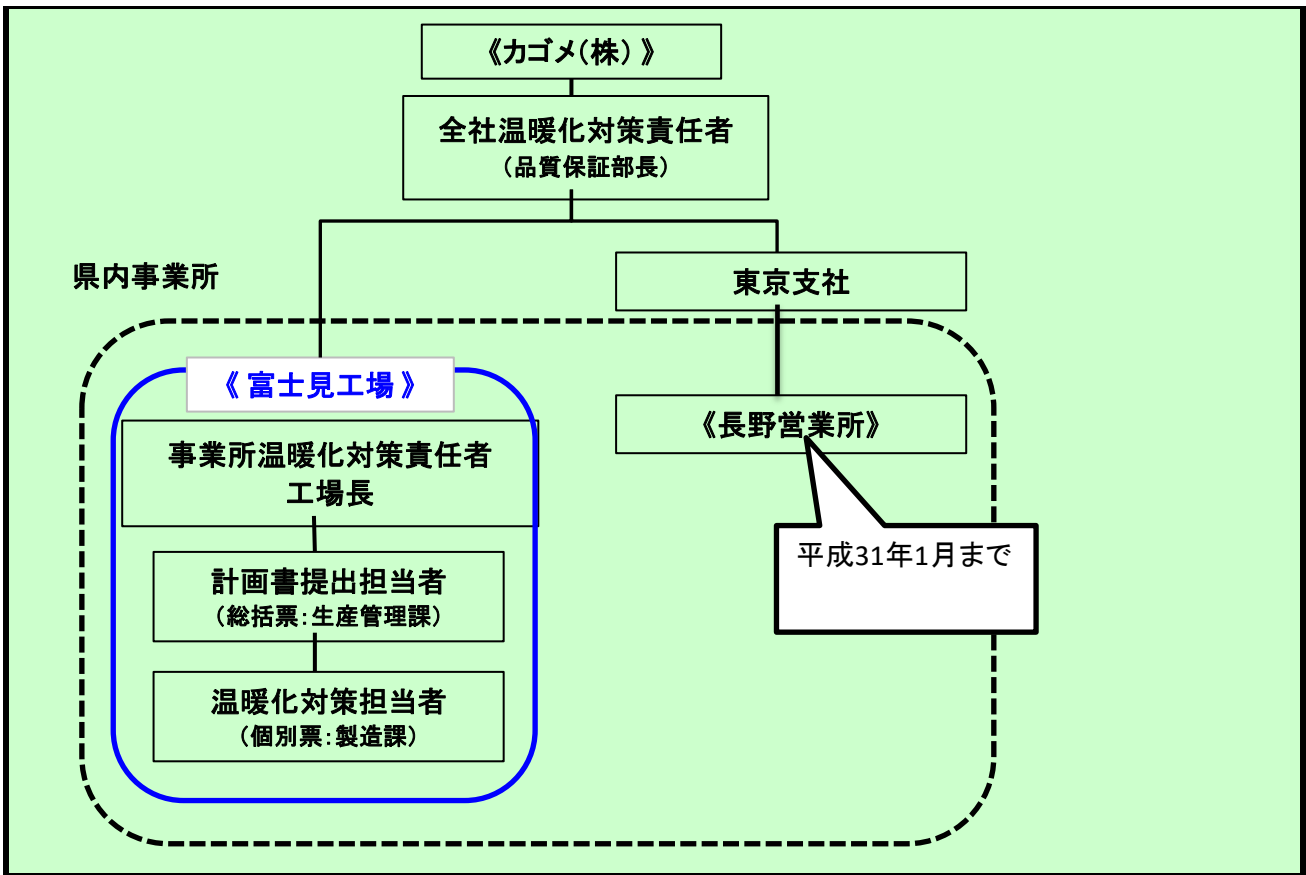 《カゴメ（株）》
全社温暖化対策責任者
（品質保証部長）
県内事業所
東京支社
《 富士見工場 》
《長野営業所》
事業所温暖化対策責任者
工場長
平成31年1月まで
計画書提出担当者
（総括票：生産管理課）
温暖化対策担当者
（個別票：製造課）